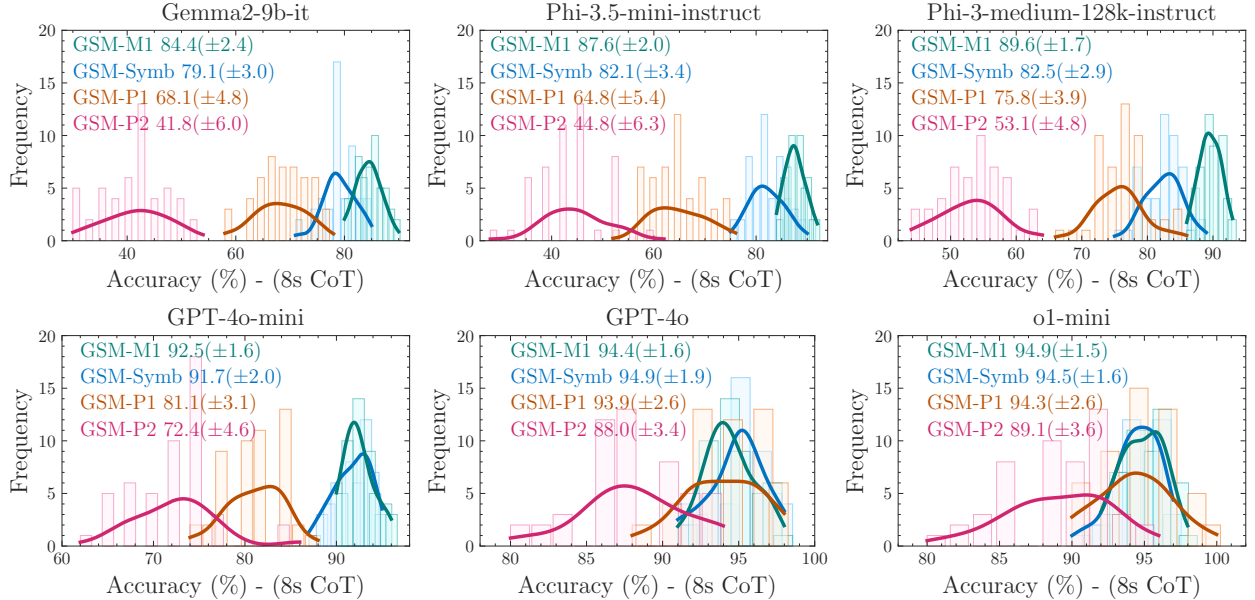 Gemma2-9b-it
20
15
10
5
0
Frequency
GSM-M1 84.4(±2.4)
GSM-Symb 79.1(±3.0)
GSM-P1 68.1(±4.8)
GSM-P2 41.8(±6.0)
40
60
80
Accuracy (%) - (8s CoT)
Phi-3.5-mini-instruct
20
15
10
5
0
Frequency
GSM-M1 87.6(±2.0)
GSM-Symb 82.1(±3.4)
GSM-P1 64.8(±5.4)
GSM-P2 44.8(±6.3)
40
60
80
Accuracy (%) - (8s CoT)
Phi-3-medium-128k-instruct
20
15
10
5
0
Frequency
GSM-M1 89.6(±1.7)
GSM-Symb 82.5(±2.9)
GSM-P1 75.8(±3.9)
GSM-P2 53.1(±4.8)
50
60
70
80
90
Accuracy (%) - (8s CoT)
GPT-4o-mini
20
15
10
5
0
Frequency
GSM-M1 92.5(±1.6)
GSM-Symb 91.7(±2.0)
GSM-P1 81.1(±3.1)
GSM-P2 72.4(±4.6)
60
70
80
90
Accuracy (%) - (8s CoT)
GPT-4o
20
15
10
5
0
Frequency
GSM-M1 94.4(±1.6)
GSM-Symb 94.9(±1.9)
GSM-P1 93.9(±2.6)
GSM-P2 88.0(±3.4)
80
85
90
95
100
Accuracy (%) - (8s CoT)
o1-mini
20
15
10
5
0
Frequency
GSM-M1 94.9(±1.5)
GSM-Symb 94.5(±1.6)
GSM-P1 94.3(±2.6)
GSM-P2 89.1(±3.6)
80
85
90
95
100
Accuracy (%) - (8s CoT)